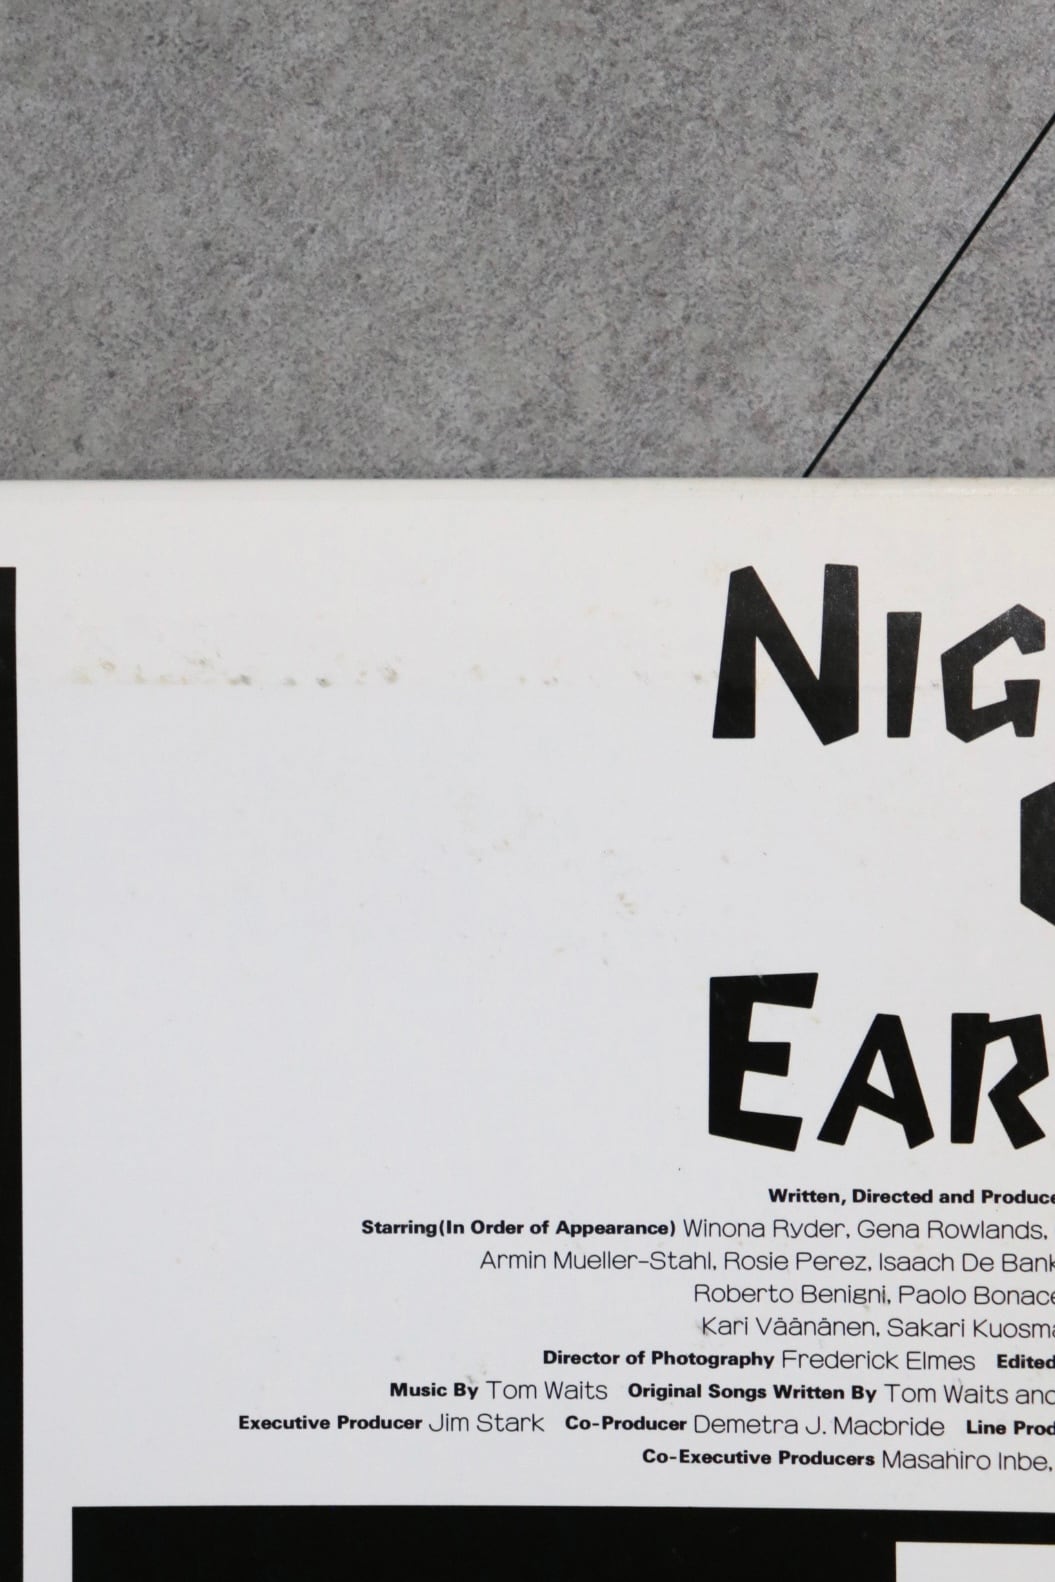 NIG
EAR
Written, Directed and Produce
Starring(In Order of Appearance) Winona Ryder, Gena Rowlands,
Armin Mueller-Stahl, Rosie Perez, Isaach De Bank
Roberto Benigni, Paolo Bonace
Kari Väänänen, Sakari Kuosma
Director of Photography Frederick Elmes Edited
Music By Tom Waits Original Songs Written By Tom Waits and
Executive Producer Jim Stark Co-Producer Demetra J. Macbride Line Prod
Co-Executive Producers Masahiro Inbe,